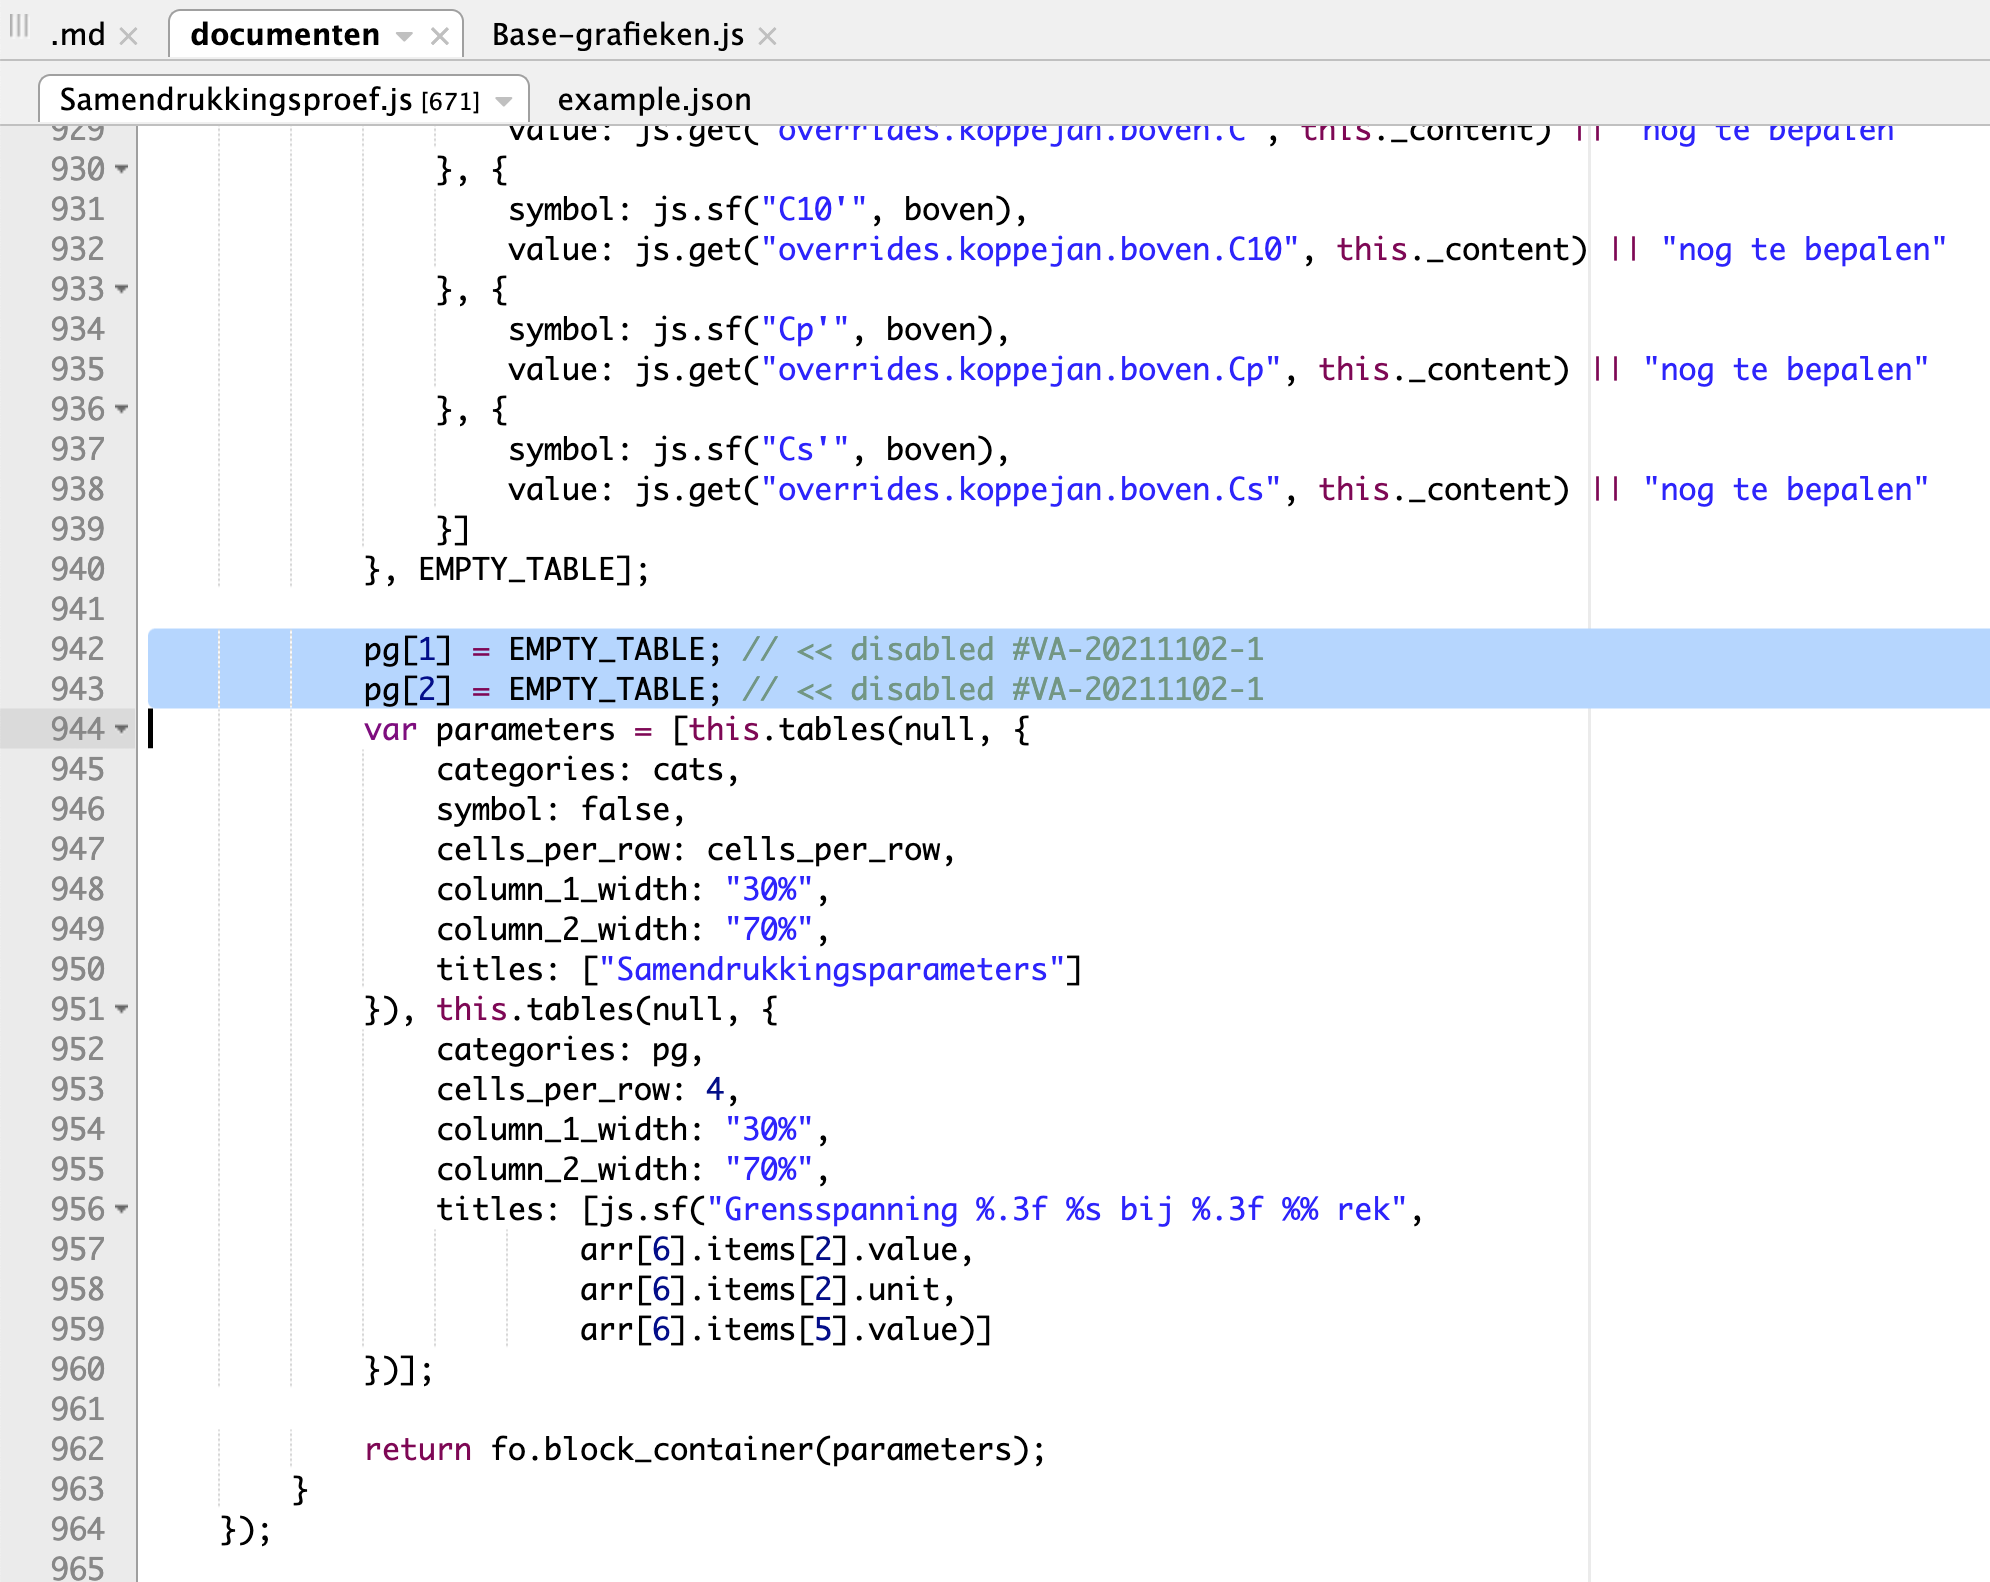 .md × documenten × Base-grafieken.js ×
Samendrukkingsproef.js [671] example.json
929 value: js.get("overrides.koppejan.boven.C", this._content) || "nog te bepalen"
930 }, {
931 symbol: js.sf("C10'", boven),
932 value: js.get("overrides.koppejan.boven.C10", this._content) || "nog te bepalen"
933 }, {
934 symbol: js.sf("Cp'", boven),
935 value: js.get("overrides.koppejan.boven.Cp", this._content) || "nog te bepalen"
936 }, {
937 symbol: js.sf("Cs'", boven),
938 value: js.get("overrides.koppejan.boven.Cs", this._content) || "nog te bepalen"
939 }]
940 }, EMPTY_TABLE];
941
942 pg[1] = EMPTY_TABLE; // << disabled #VA-20211102-1
943 pg[2] = EMPTY_TABLE; // << disabled #VA-20211102-1
944 var parameters = [this.tables(null, {
945 categories: cats,
946 symbol: false,
947 cells_per_row: cells_per_row,
948 column_1_width: "30%",
949 column_2_width: "70%",
950 titles: ["Samendrukkingsparameters"]
951 }), this.tables(null, {
952 categories: pg,
953 cells_per_row: 4,
954 column_1_width: "30%",
955 column_2_width: "70%",
956 titles: [js.sf("Grensspanning %.3f %s bij %.3f %% rek",
957 arr[6].items[2].value,
958 arr[6].items[2].unit,
959 arr[6].items[5].value)]
960 })];
961
962 return fo.block_container(parameters);
963 }
964 });
965